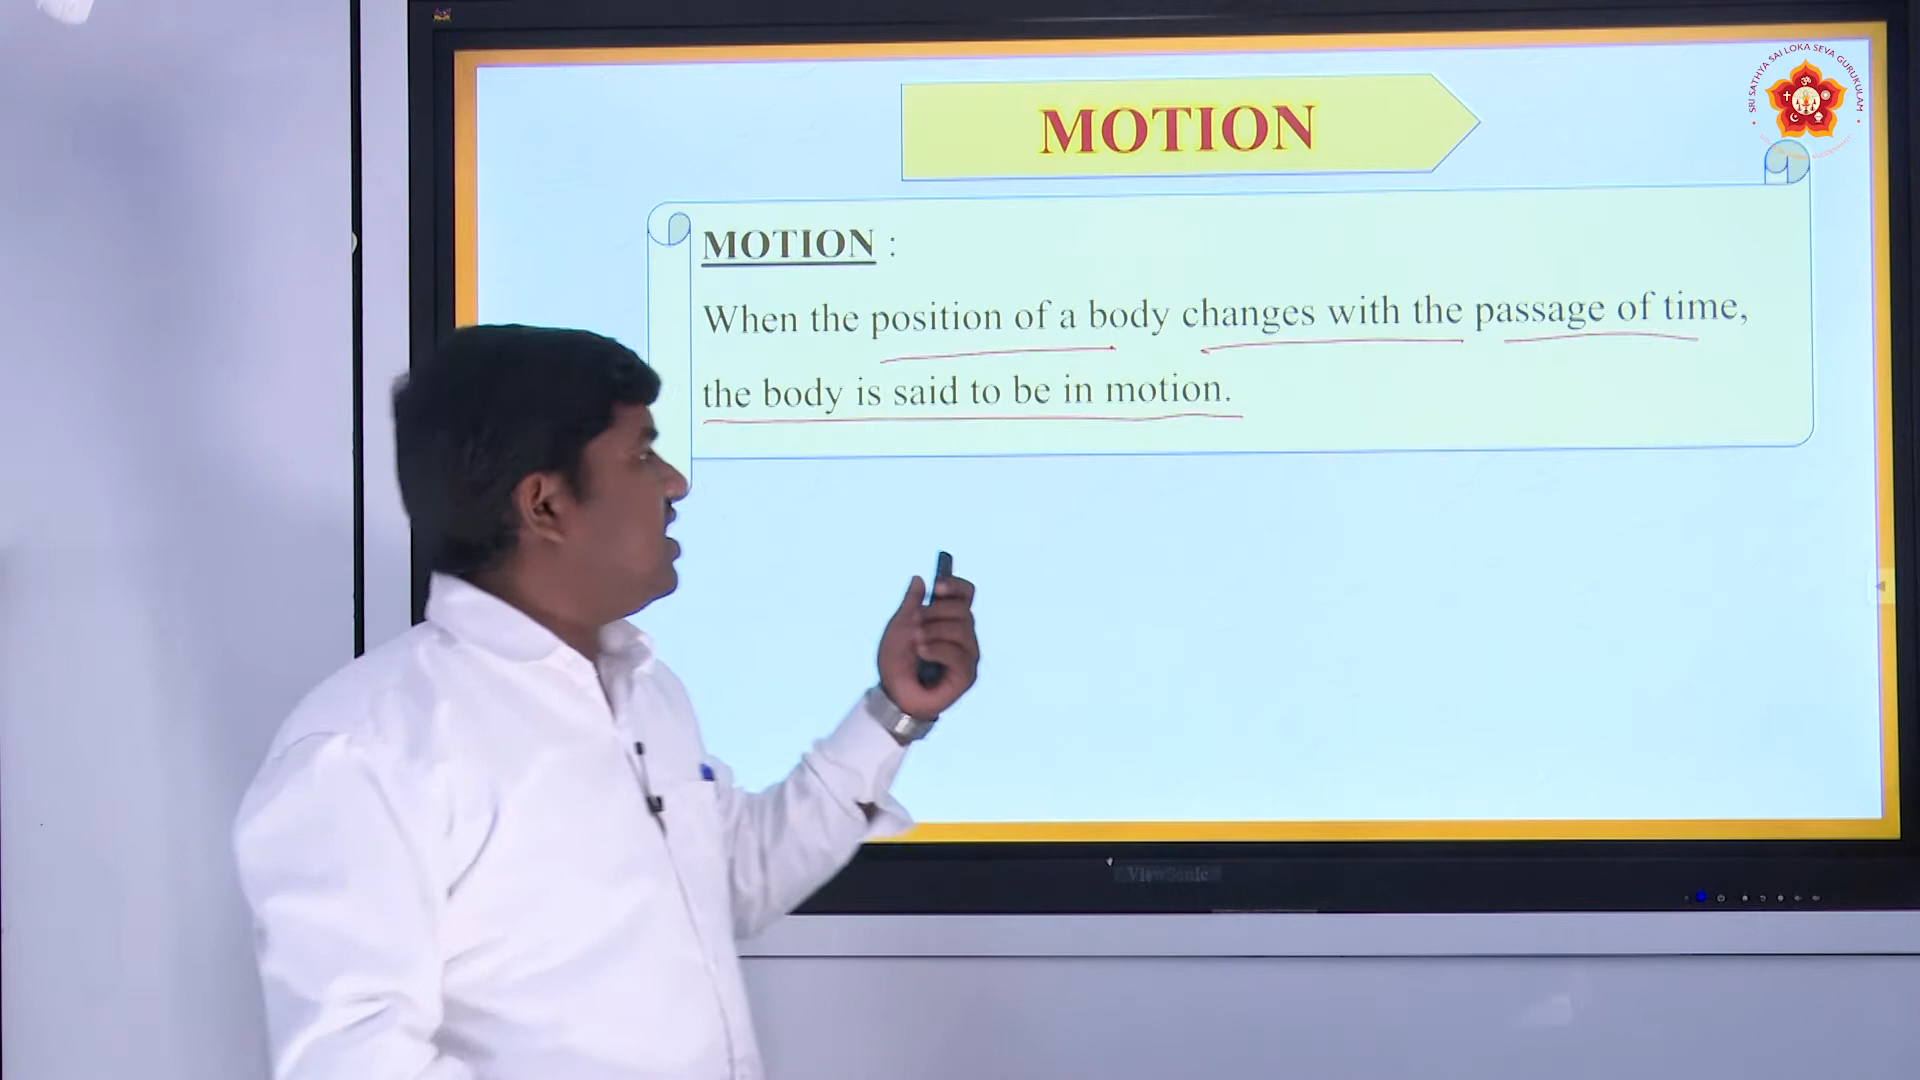 MOTION
SRI SATHYA SAI LOKA SEVA GURUKULAM
MOTION :
When the position of a body changes with the passage of time,
the body is said to be in motion.
ViewSonic